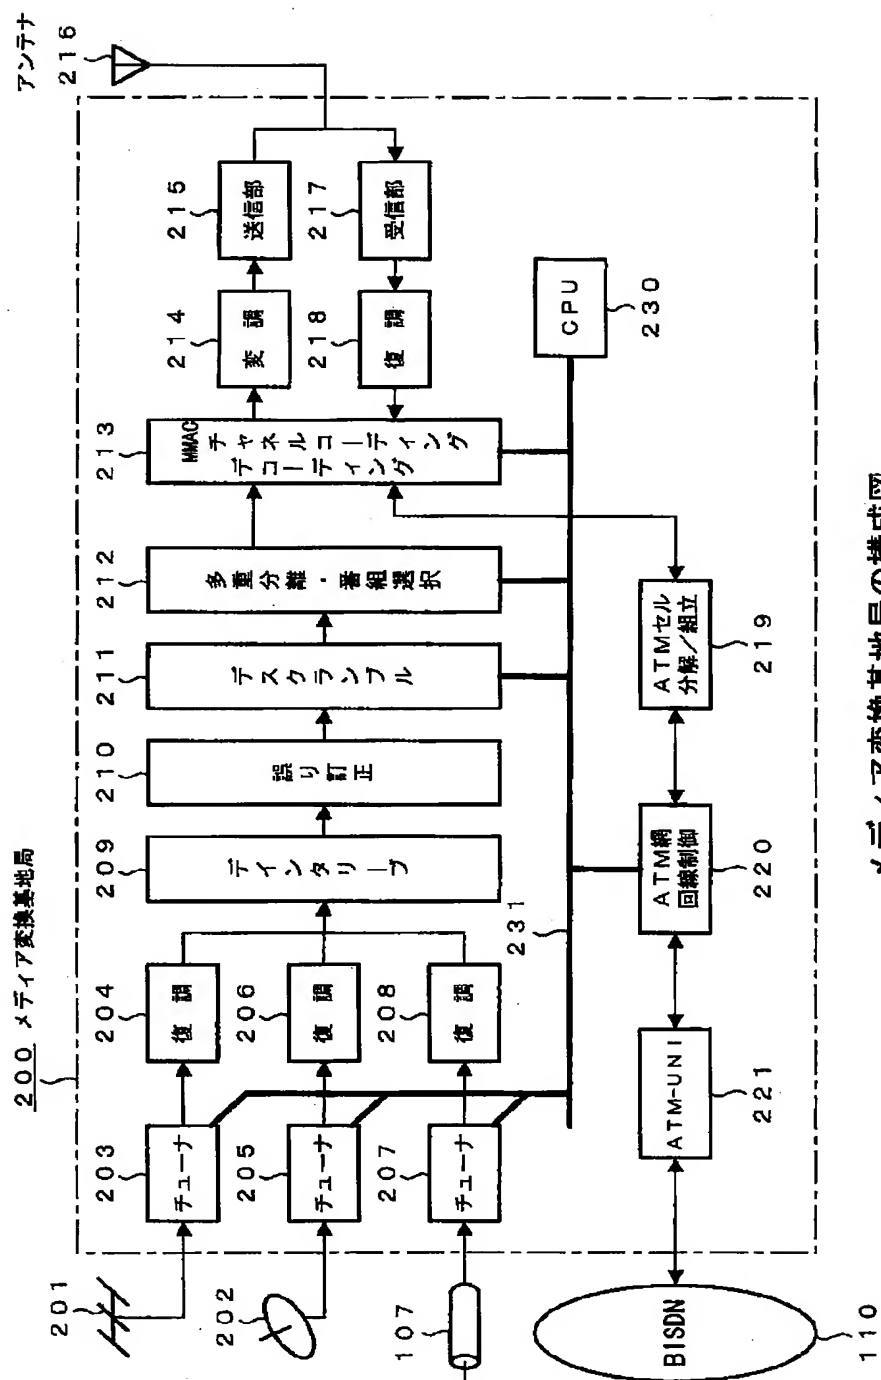 200 メディア変換基地局
アンテナ
216
201
202
107
BISDN
110
203
チューナ
205
チューナ
207
チューナ
204
復調
206
復調
208
復調
209
デインタリーブ
210
誤り訂正
211
デスクランブル
212
多重分離・番組選択
213
MMAC
チャネルコーディング
デコーディング
214
変調
215
送信部
217
受信部
218
復調
CPU
230
231
ATMセル
分解/組立
219
ATM網
回線制御
220
ATM-UNI
221
メディア変換基地局の構成図